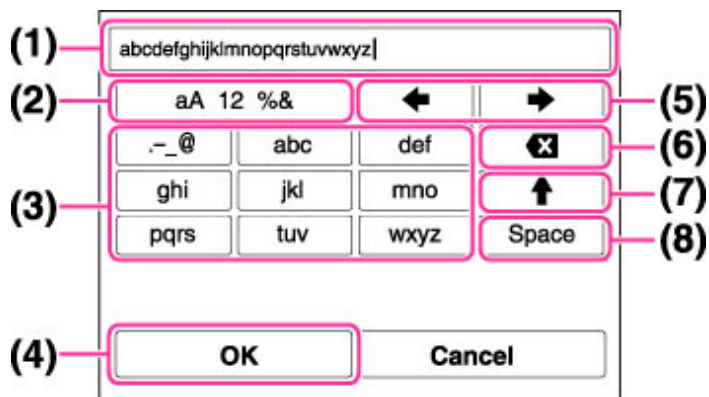 (1) abcdefghijklmnopqrstuvwxyz
(2) aA 12 %& (5)
.–_@ abc def (6)
(3) ghi jkl mno (7)
pqrs tuv wxyz Space (8)
(4) OK Cancel